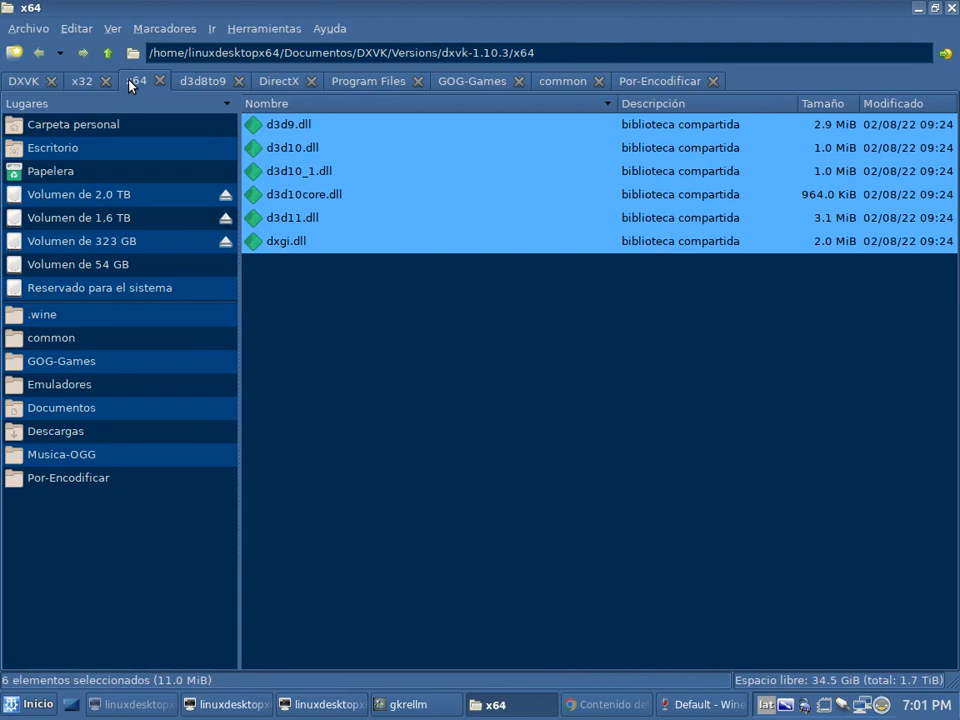 x64
Archivo Editar Ver Marcadores Ir Herramientas Ayuda
/home/linuxdesktopx64/Documentos/DXVK/Versions/dxvk-1.10.3/x64
DXVK x32 x64 d3d8to9 DirectX Program Files GOG-Games common Por-Encodificar
Lugares Nombre Descripción Tamaño Modificado
Carpeta personal d3d9.dll biblioteca compartida 2.9 MiB 02/08/22 09:24
Escritorio d3d10.dll biblioteca compartida 1.0 MiB 02/08/22 09:24
Papelera d3d10_1.dll biblioteca compartida 1.0 MiB 02/08/22 09:24
Volumen de 2,0 TB d3d10core.dll biblioteca compartida 964.0 KiB 02/08/22 09:24
Volumen de 1,6 TB d3d11.dll biblioteca compartida 3.1 MiB 02/08/22 09:24
Volumen de 323 GB dxgi.dll biblioteca compartida 2.0 MiB 02/08/22 09:24
Volumen de 54 GB
Reservado para el sistema
.wine
common
GOG-Games
Emuladores
Documentos
Descargas
Musica-OGG
Por-Encodificar
6 elementos seleccionados (11.0 MiB) Espacio libre: 34.5 GiB (total: 1.7 TiB)
Inicio linuxdesktop linuxdesktop linuxdesktop gkrellm x64 Contenido de Default - Wine lat 7:01 PM